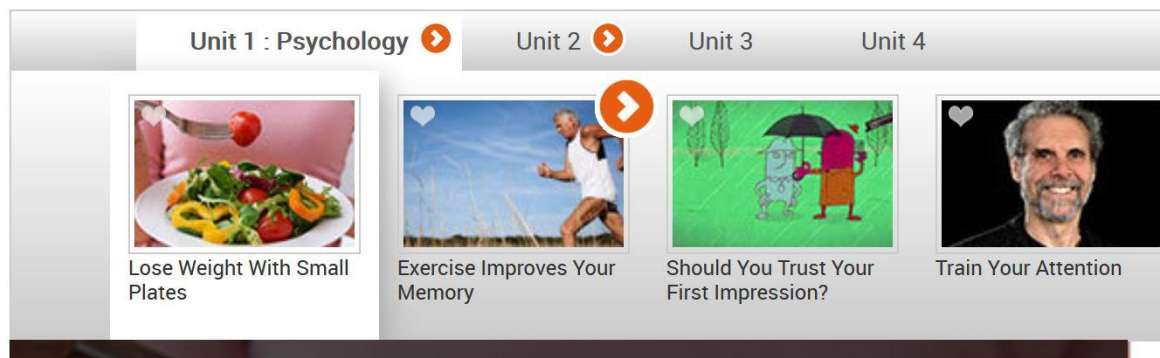 Unit 1 : Psychology
Unit 2
Unit 3
Unit 4
Lose Weight With Small
Plates
Exercise Improves Your
Memory
Should You Trust Your
First Impression?
Train Your Attention